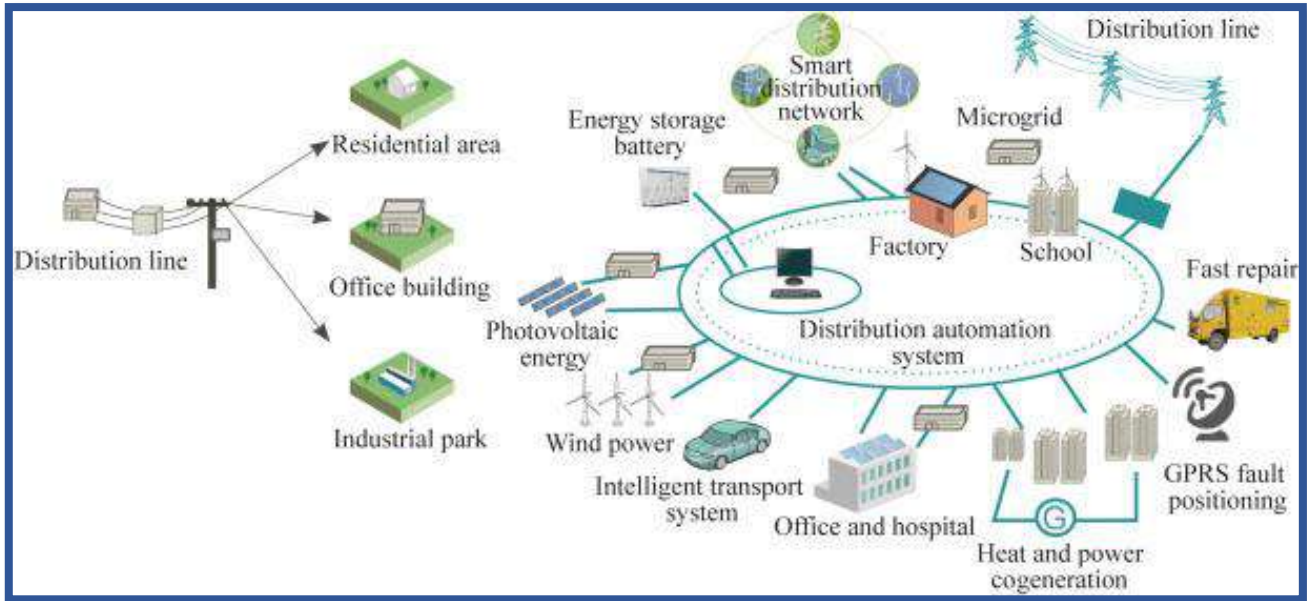 Residential area
Distribution line
Office building
Industrial park
Distribution line
Smart
distribution
network
Energy storage
battery
Microgrid
Factory
School
Fast repair
Photovoltaic
energy
Distribution automation
system
Wind power
Intelligent transport
system
Office and hospital
GPRS fault
positioning
G
Heat and power
cogeneration